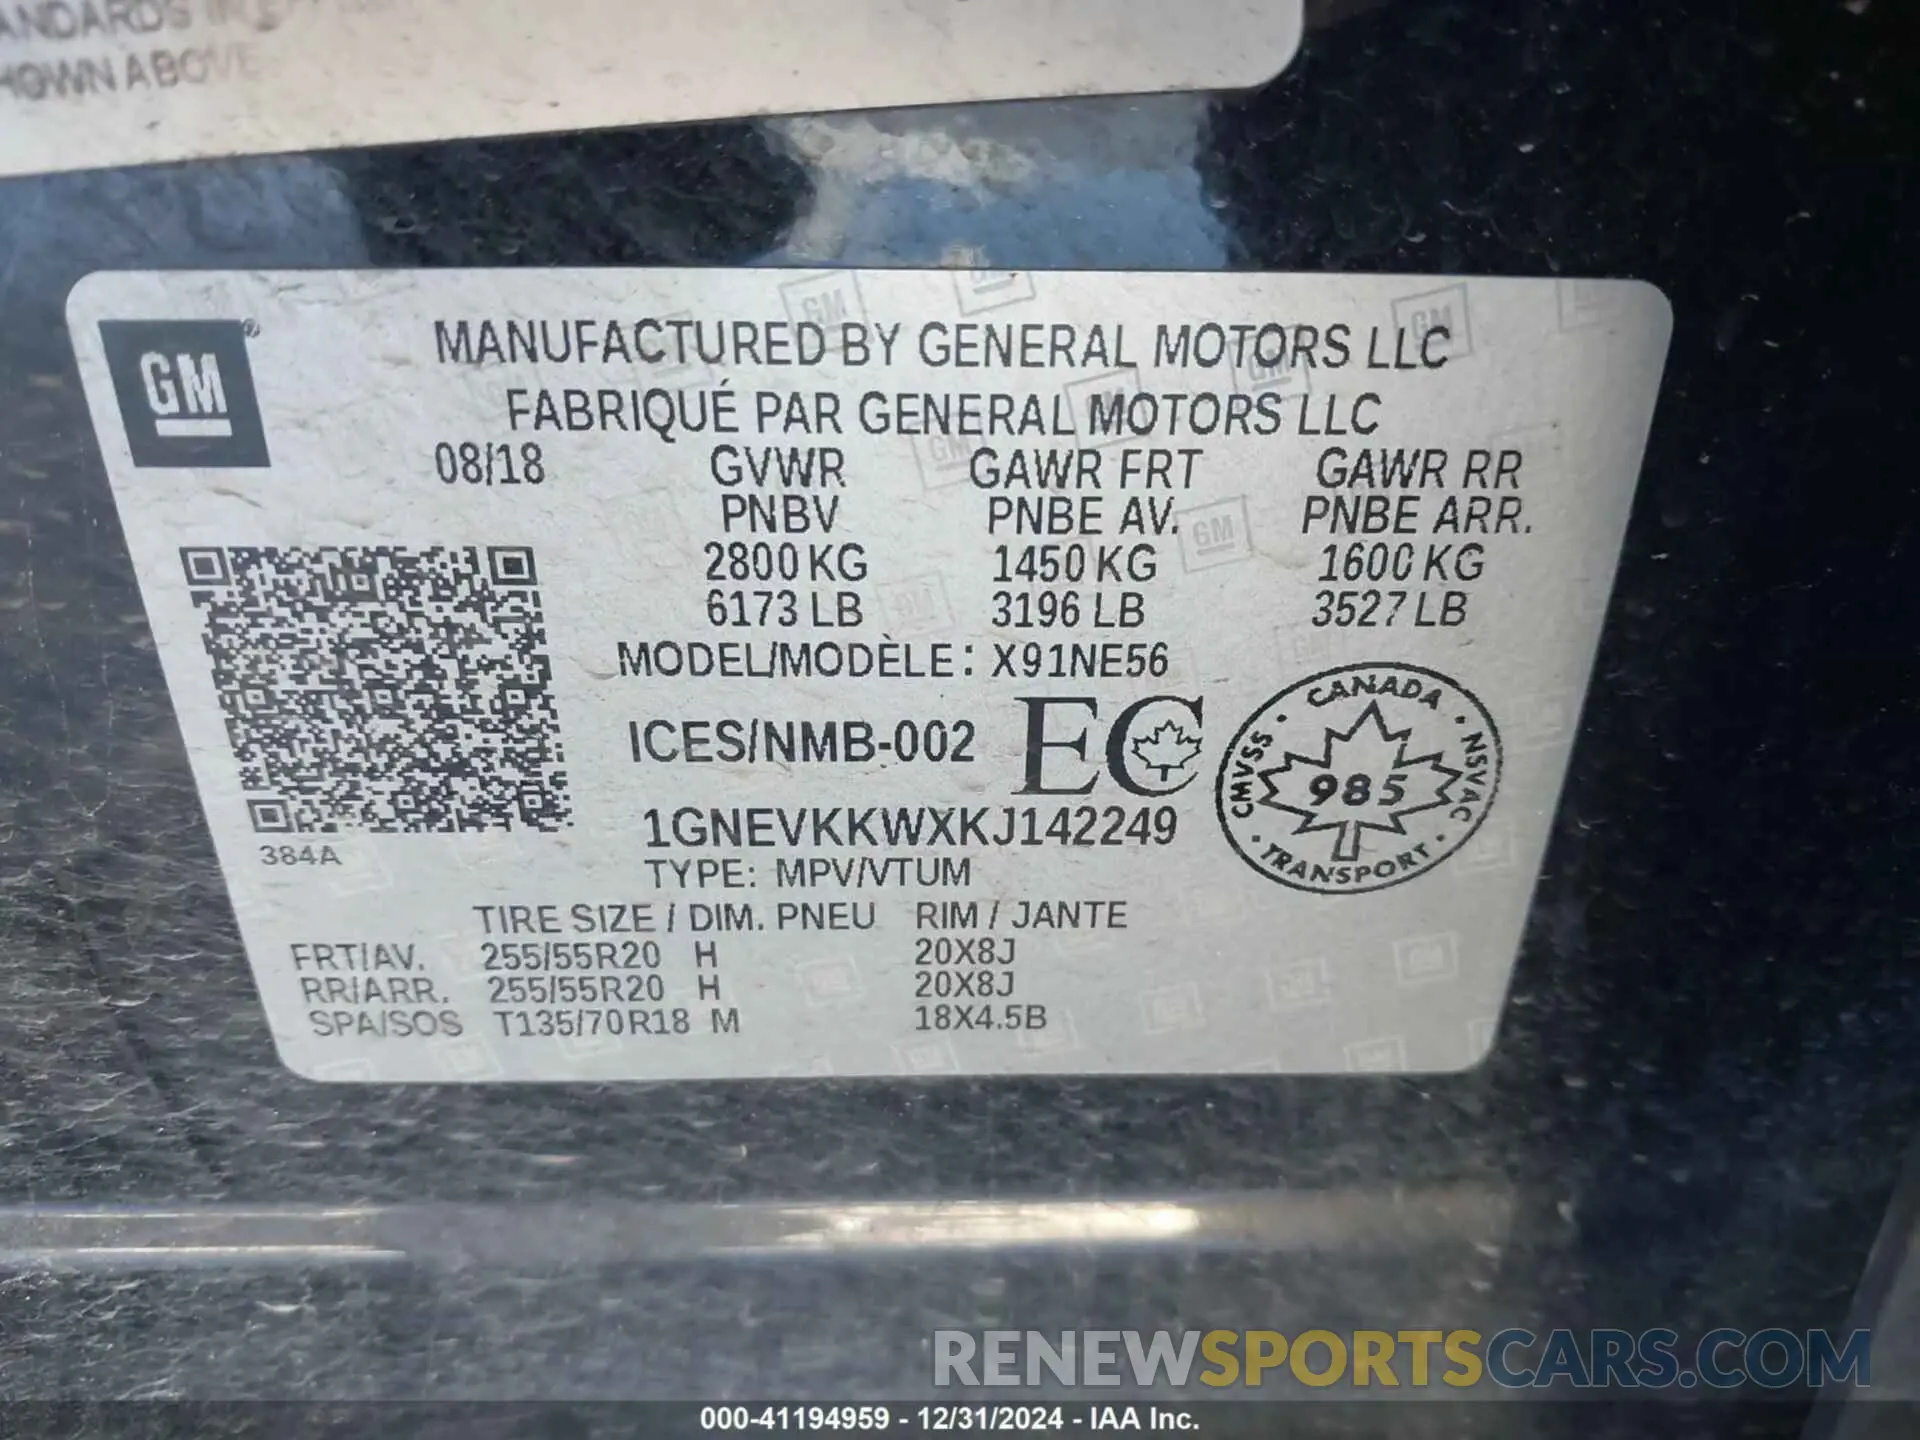 ANDARDS IN
HOWN ABOVE
GM
MANUFACTURED BY GENERAL MOTORS LLC
FABRIQUÉ PAR GENERAL MOTORS LLC
08/18 GVWR GAWR FRT GAWR RR
PNBV PNBE AV. PNBE ARR.
2800 KG 1450 KG 1600 KG
6173 LB 3196 LB 3527 LB
MODEL/MODÈLE: X91NE56
ICES/NMB-002 EC
CANADA
CMVSS · 985 · NSVAC
TRANSPORT
1GNEVKKWXKJ142249
384A
TYPE: MPV/VTUM
TIRE SIZE / DIM. PNEU RIM / JANTE
FRT/AV. 255/55R20 H 20X8J
RR/ARR. 255/55R20 H 20X8J
SPA/SOS T135/70R18 M 18X4.5B
RENEWSPORTSCARS.COM
000-41194959 - 12/31/2024 - IAA Inc.